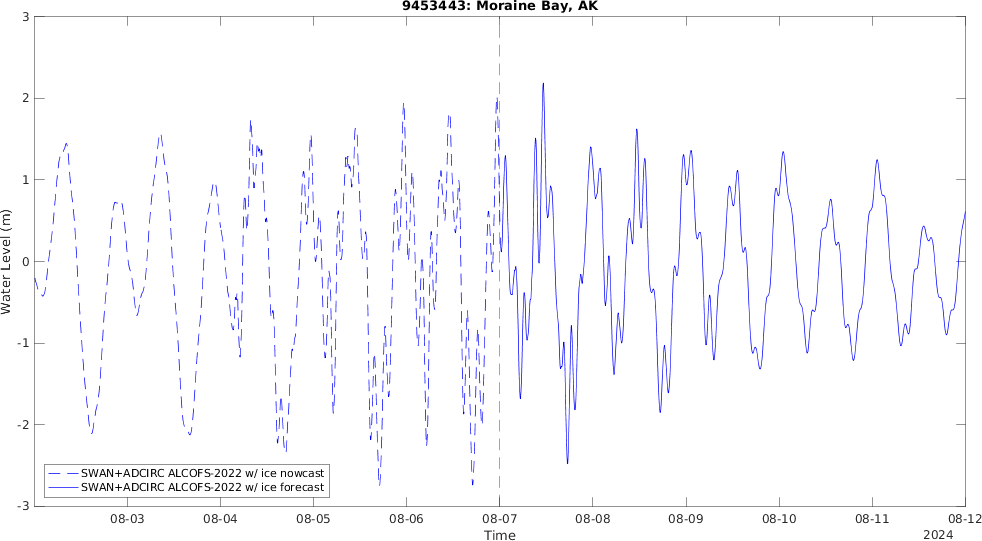 9453443: Moraine Bay, AK
Water Level (m)
3
2
1
0
-1
-2
-3
SWAN+ADCIRC ALCOFS-2022 w/ ice nowcast
SWAN+ADCIRC ALCOFS-2022 w/ ice forecast
08-03 08-04 08-05 08-06 08-07 08-08 08-09 08-10 08-11 08-12
Time
2024